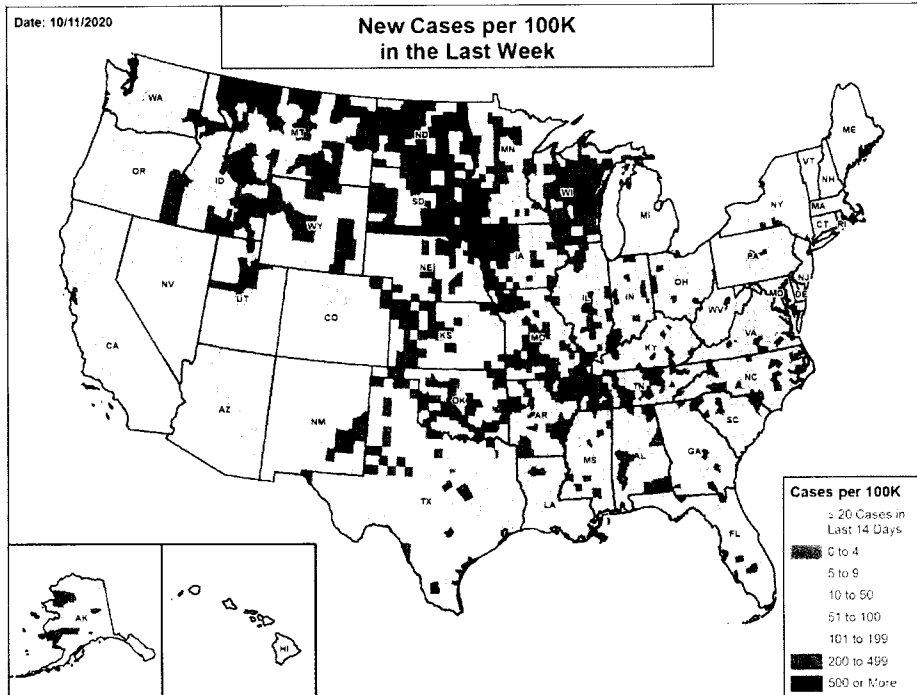 Date: 10/11/2020
New Cases per 100K
in the Last Week
WA
OR
CA
NV
ID
MT
WY
UT
AZ
NM
CO
ND
SD
NE
KS
OK
TX
MN
IA
MO
AR
LA
WI
IL
MS
MI
IN
KY
TN
AL
OH
WV
VA
NC
SC
GA
FL
PA
NY
VT
NH
ME
MA
CT
RI
NJ
DE
MD
AK
HI
Cases per 100K
≤ 20 Cases in
Last 14 Days
0 to 4
5 to 9
10 to 50
51 to 100
101 to 199
200 to 499
500 or More